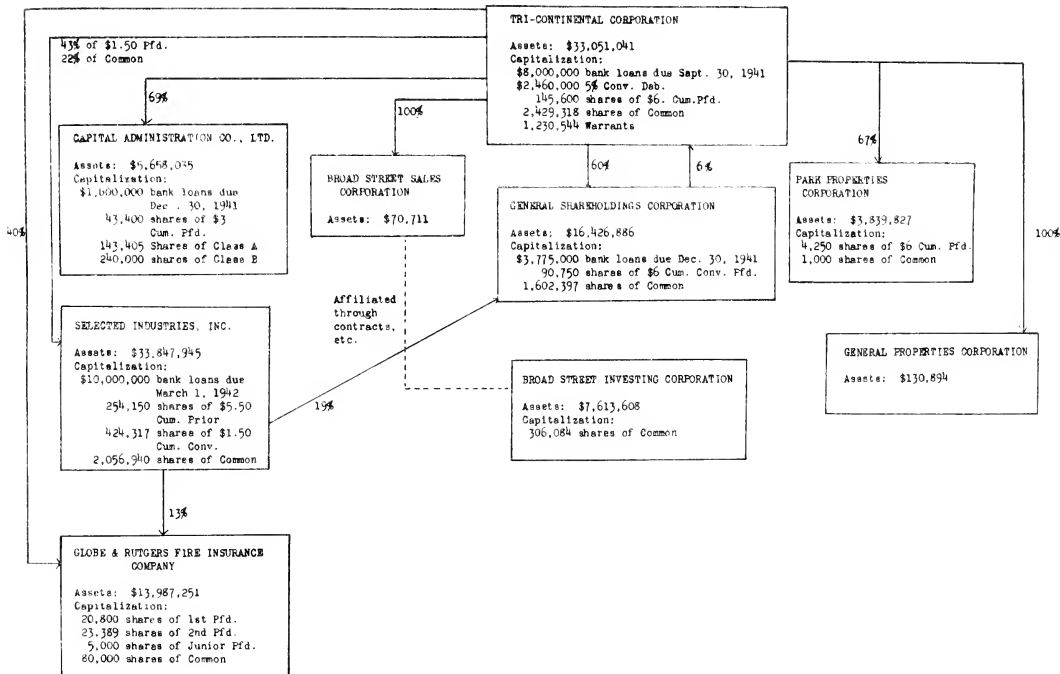 TRI-CONTINENTAL CORPORATION
Assets: $33,051,041
Capitalization:
$8,000,000 bank loans due Sapt. 30, 1941
$2,460,000 5% Conv. Dab.
145,600 shares of $6. Cum.Pfd.
2,429,318 shares of Common
1,230,544 Warrants
43% of $1.50 Pfd.
22% of Common
69%
100%
60%
6%
67%
100%
40%
CAPITAL ADMINISTRATION CO., LTD.
Assets: $5,658,035
Capitalization:
$1,600,000 bank loans due
Dec . 30, 1941
43,400 shares of $3
Cum. Pfd.
143,405 Shares of Class A
240,000 shares of Class B
BROAD STREET SALES
CORPORATION
Assets: $70,711
GENERAL SHAREHOLDINGS CORPORATION
Assets: $16,426,886
Capitalization:
$3,775,000 bank loans due Dec. 30, 1941
90,750 shares of $6 Cum. Conv. Pfd.
1,602,397 shares of Common
PARK PROPERTIES
CORPORATION
Assets: $3,839,827
Capitalization:
4,250 shares of $6 Cum. Pfd.
1,000 shares of Common
Affiliated
through
contracts,
etc.
SELECTED INDUSTRIES, INC.
Assets: $33,847,945
Capitalization:
$10,000,000 bank loans due
March 1, 1942
254,150 shares of $5.50
Cum. Prior
424,317 shares of $1.50
Cum. Conv.
2,056,940 shares of Common
19%
13%
BROAD STREET INVESTING CORPORATION
Assets: $7,613,608
Capitalization:
306,084 shares of Common
GENERAL PROPERTIES CORPORATION
Assets: $130,894
GLOBE & RUTGERS FIRE INSURANCE
COMPANY
Assets: $13,987,251
Capitalization:
20,800 shares of 1st Pfd.
23,389 sharas of 2nd Pfd.
5,000 shares of Junior Pfd.
80,000 shares of Common